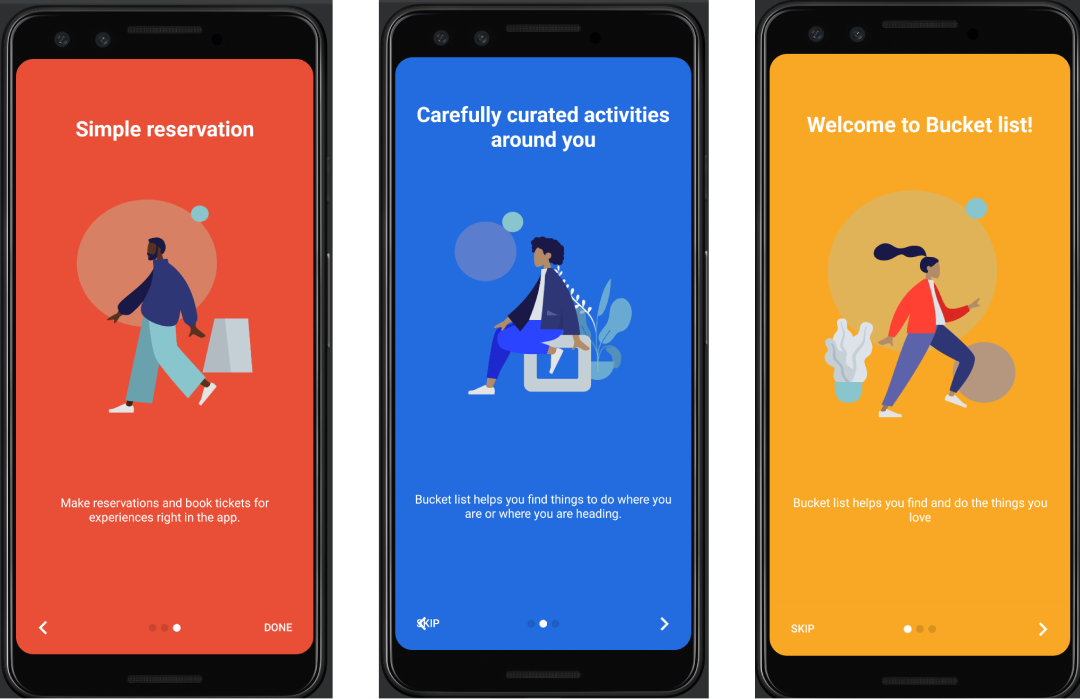 Simple reservation
Make reservations and book tickets for
experiences right in the app.
DONE
Carefully curated activities
around you
Bucket list helps you find things to do where you
are or where you are heading.
SKIP
Welcome to Bucket list!
Bucket list helps you find and do the things you
love
SKIP